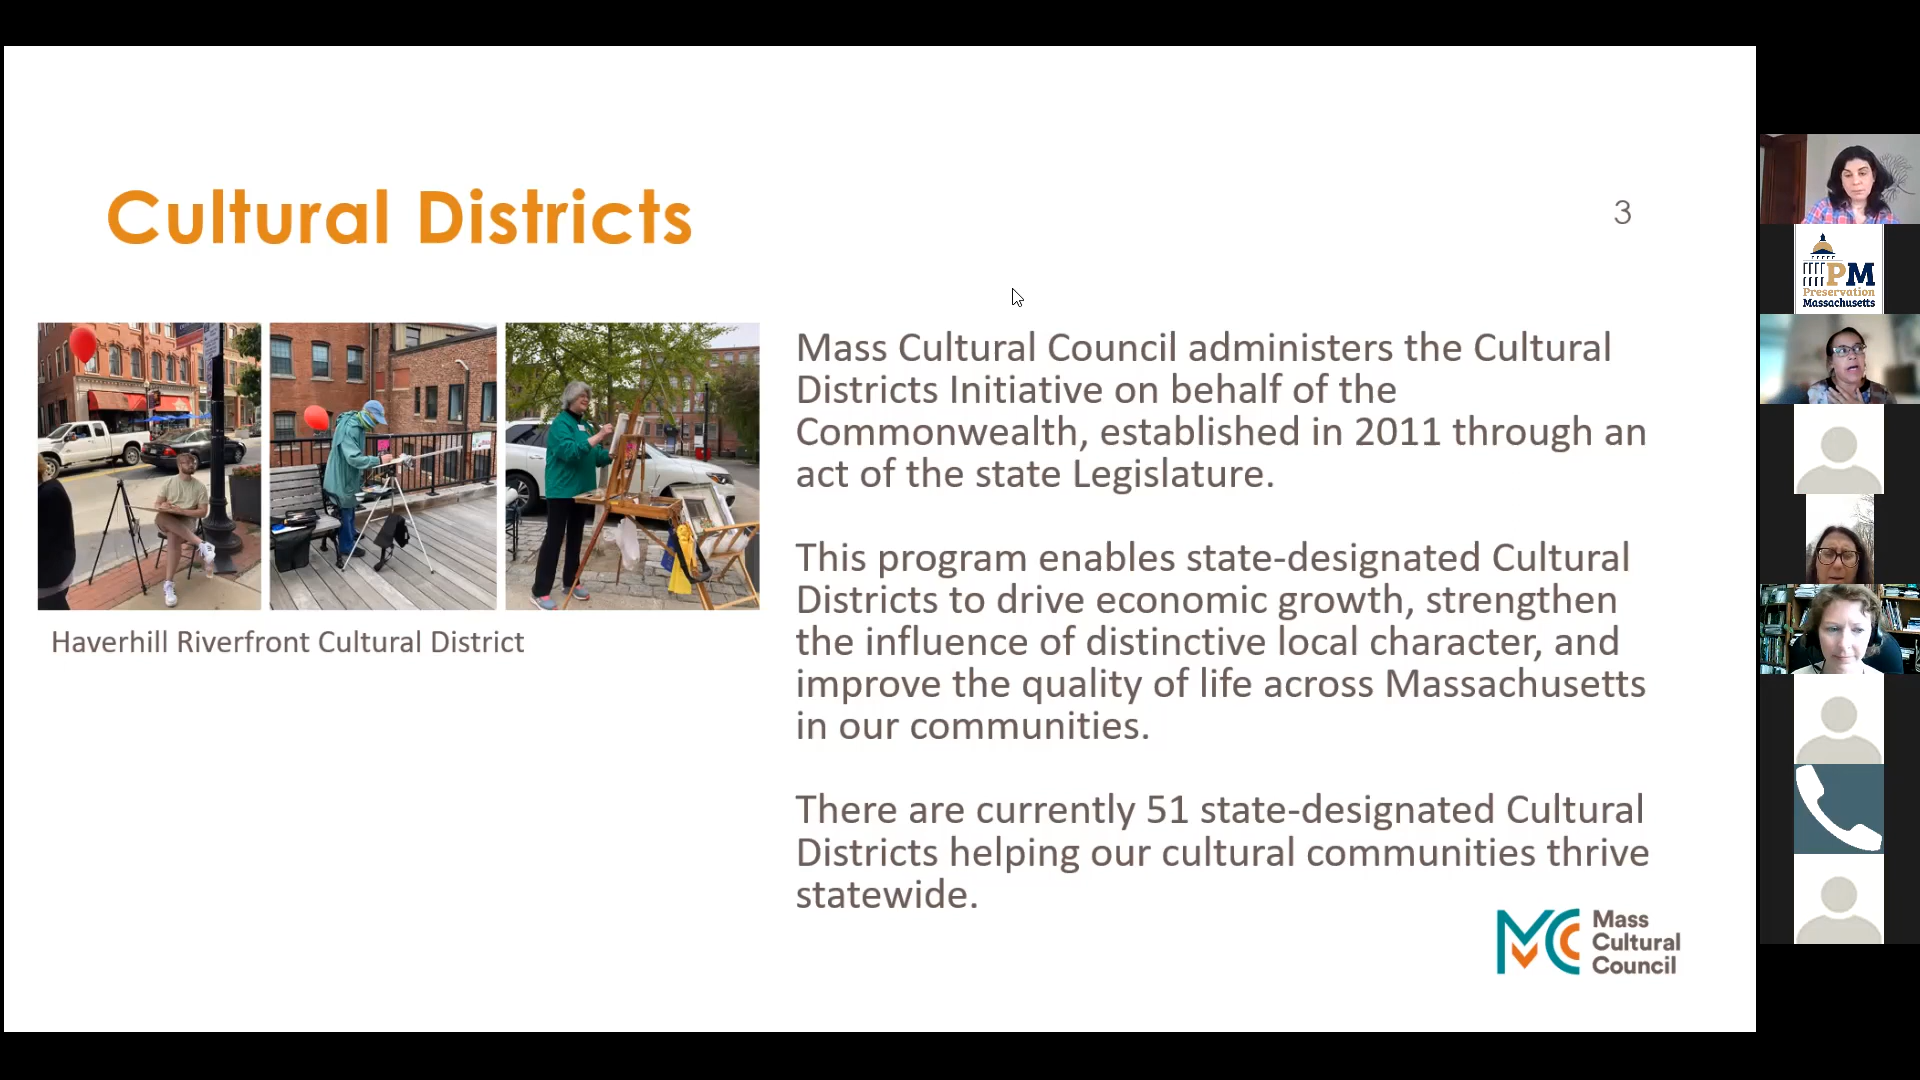 Cultural Districts
3
Haverhill Riverfront Cultural District
Mass Cultural Council administers the Cultural
Districts Initiative on behalf of the
Commonwealth, established in 2011 through an
act of the state Legislature.
This program enables state-designated Cultural
Districts to drive economic growth, strengthen
the influence of distinctive local character, and
improve the quality of life across Massachusetts
in our communities.
There are currently 51 state-designated Cultural
Districts helping our cultural communities thrive
statewide.
MCC
Mass
Cultural
Council
PM
Preservation
Massachusetts